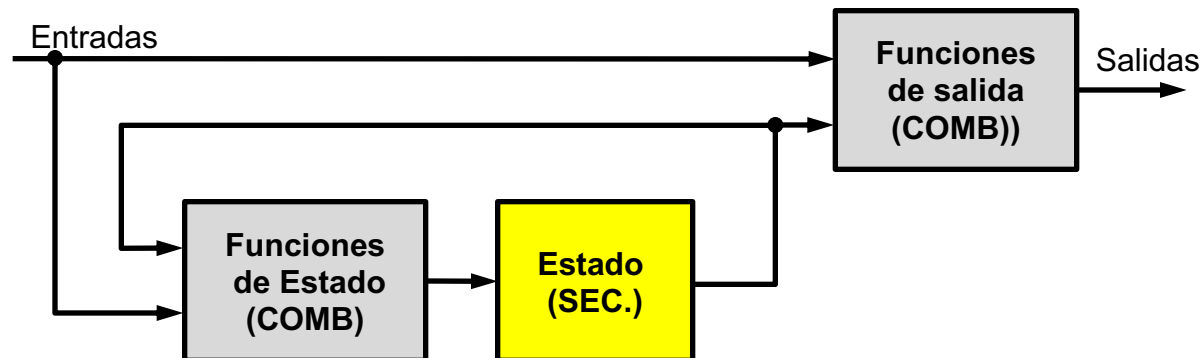 Entradas
Funciones
de salida
(COMB))
Salidas
Funciones
de Estado
(COMB)
Estado
(SEC.)